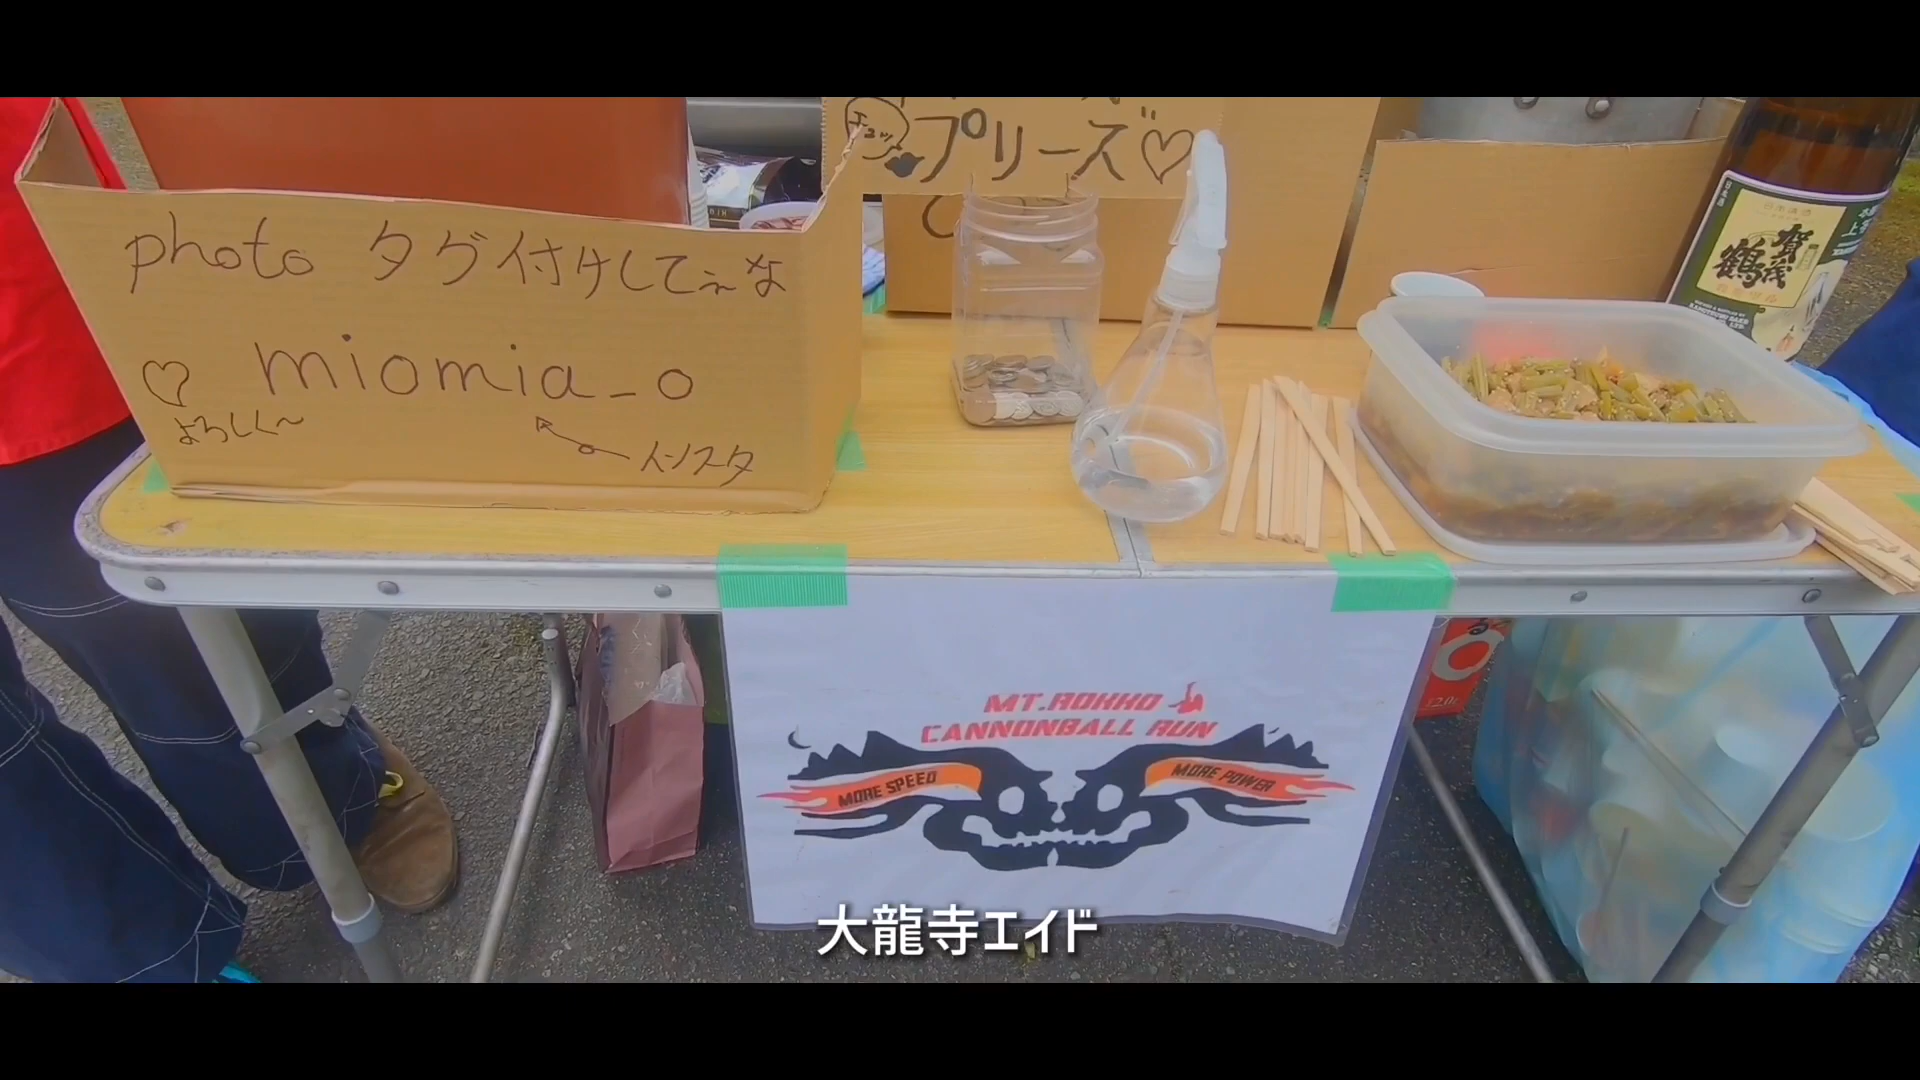 チュッ
プリーズ♡
photo タグ付けしてぇな
♡ miomia_o
よろしく〜
インスタ
賀茂鶴
MT.ROKKO
CANNONBALL RUN
MORE SPEED
MORE POWER
大龍寺エイド